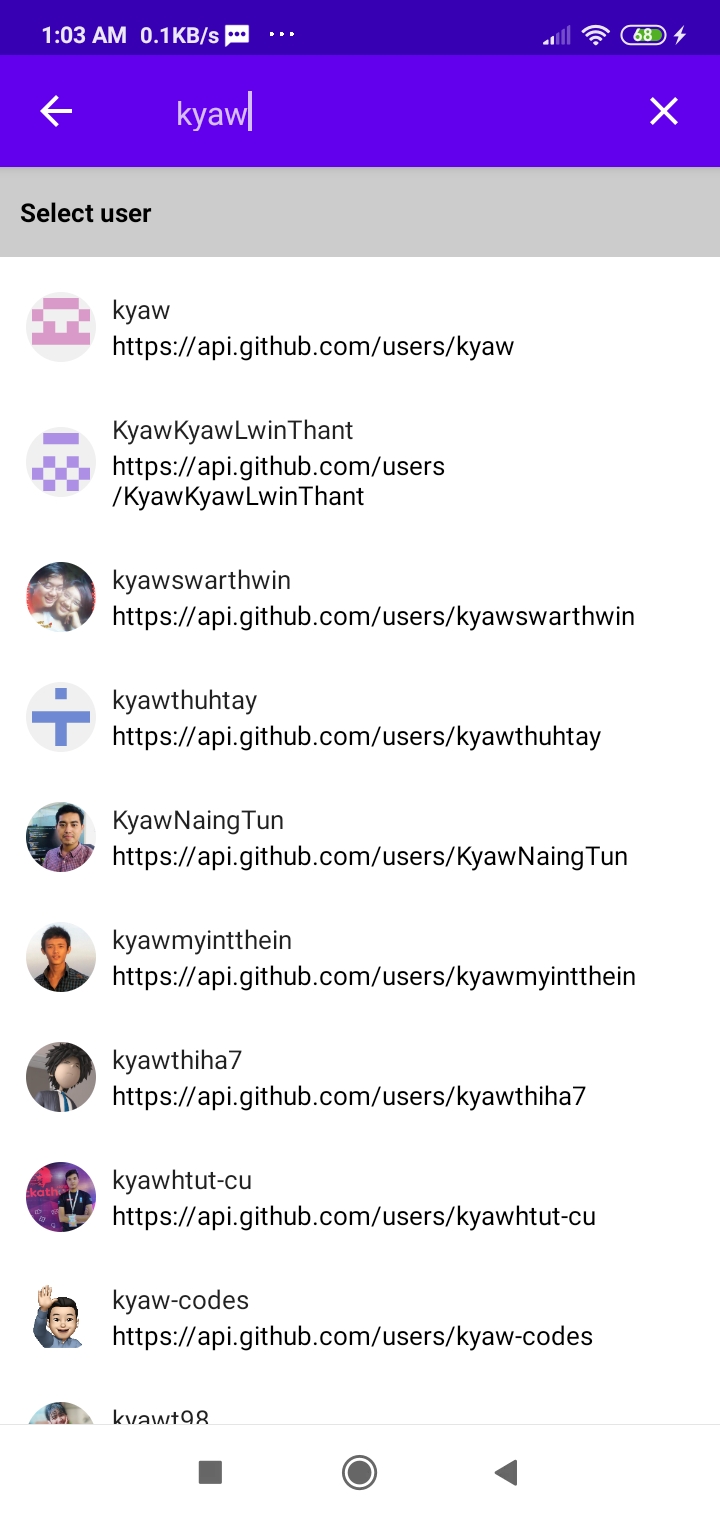 1:03 AM 0.1KB/s 68
kyaw
Select user
kyaw
https://api.github.com/users/kyaw
KyawKyawLwinThant
https://api.github.com/users
/KyawKyawLwinThant
kyawswarthwin
https://api.github.com/users/kyawswarthwin
kyawthuhtay
https://api.github.com/users/kyawthuhtay
KyawNaingTun
https://api.github.com/users/KyawNaingTun
kyawmyintthein
https://api.github.com/users/kyawmyintthein
kyawthiha7
https://api.github.com/users/kyawthiha7
kyawhtut-cu
https://api.github.com/users/kyawhtut-cu
kyaw-codes
https://api.github.com/users/kyaw-codes
kyawt98